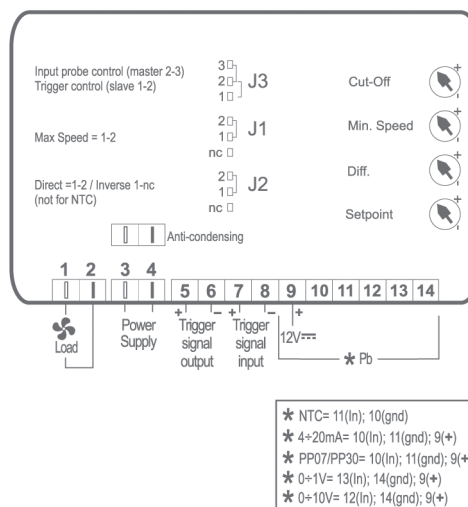 Input probe control (master 2-3)
Trigger control (slave 1-2)
3
2
1
J3
Max Speed = 1-2
2
1
nc
J1
Direct =1-2 / Inverse 1-nc
(not for NTC)
2
1
nc
J2
Cut-Off
+
-
Min. Speed
+
-
Diff.
+
-
Setpoint
+
-
Anti-condensing
1 2 3 4 5 6 7 8 9 10 11 12 13 14
+ − + − +
Load
Power
Supply
Trigger
signal
output
Trigger
signal
input
12V⎓
* Pb
* NTC= 11(In); 10(gnd)
* 4÷20mA= 10(In); 11(gnd); 9(+)
* PP07/PP30= 10(In); 11(gnd); 9(+
* 0÷1V= 13(In); 14(gnd); 9(+)
* 0÷10V= 12(In); 14(gnd); 9(+)